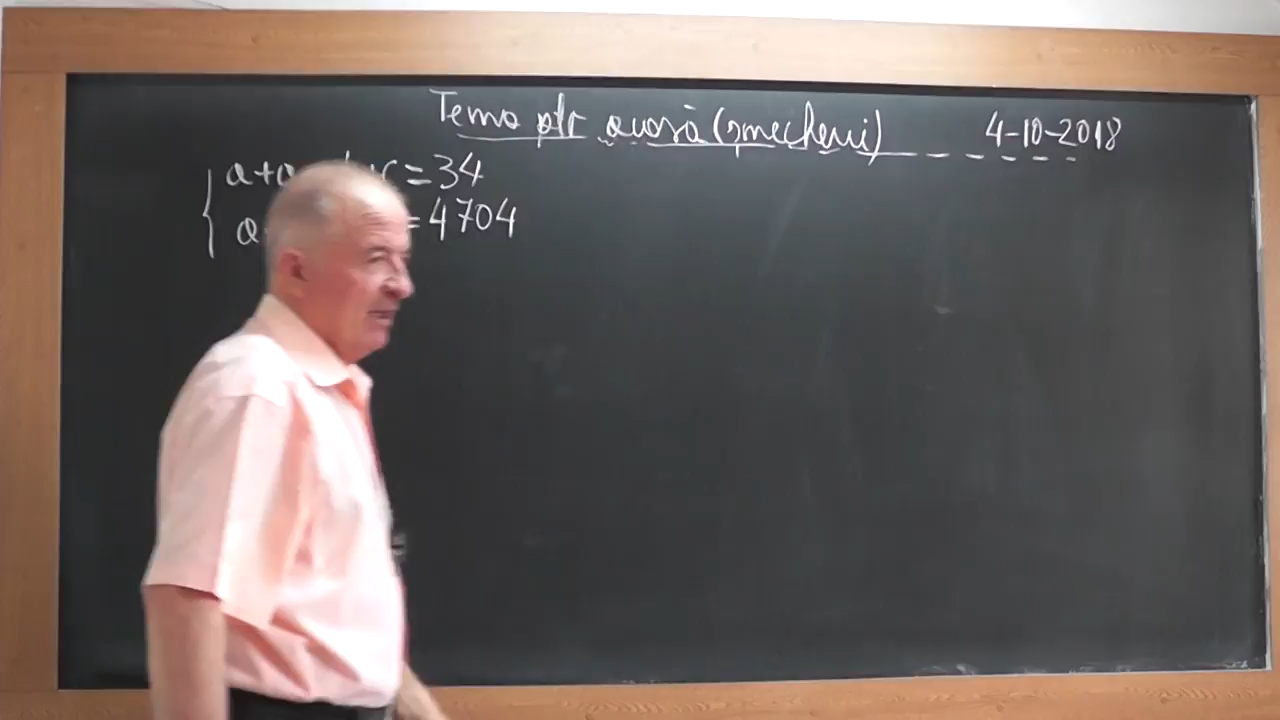 Tema ptr acasă (smecheri) 4-10-2018
a+a =34
a =4704